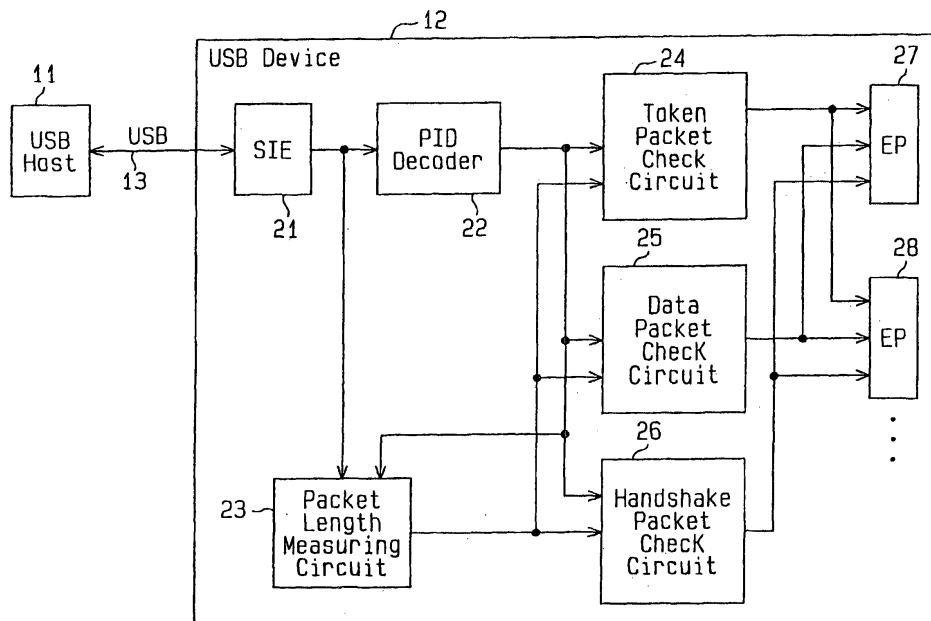 12
USB Device
11
USB
Host
USB
13
SIE
21
PID
Decoder
22
24
Token
Packet
Check
Circuit
27
EP
25
Data
Packet
Check
Circuit
28
EP
23
Packet
Length
Measuring
Circuit
26
Handshake
Packet
Check
Circuit